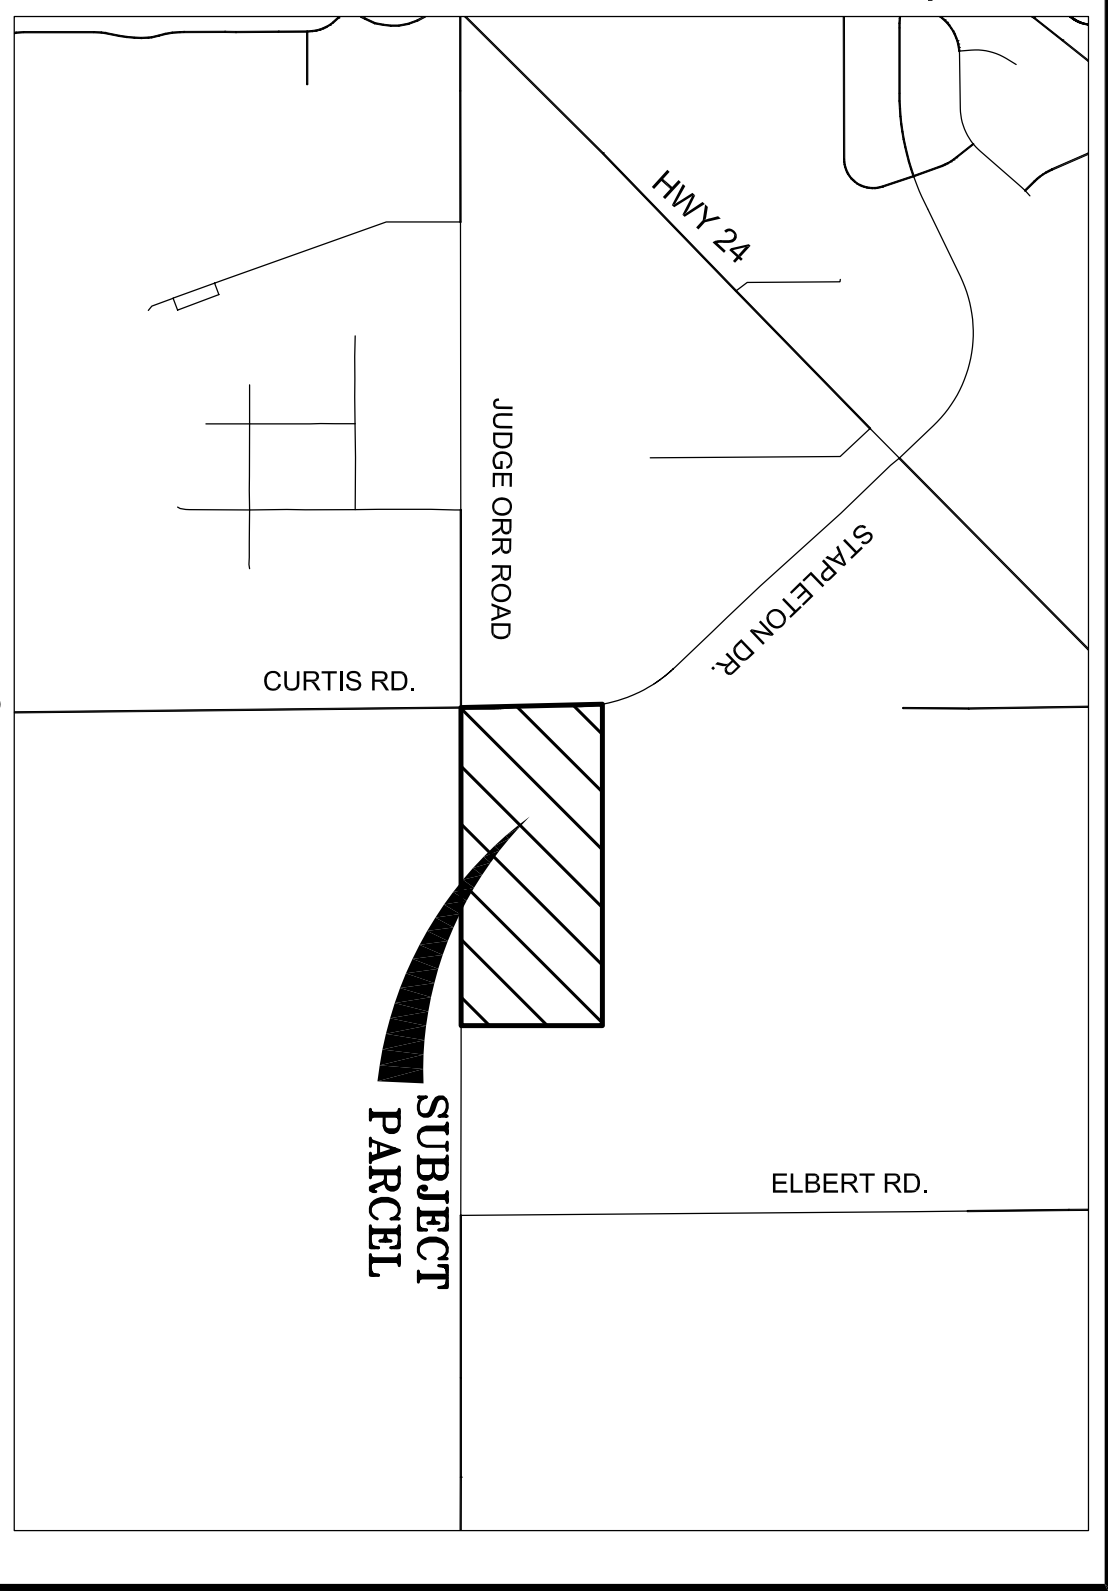 HWY 24
JUDGE ORR ROAD
STAPLETON DR.
CURTIS RD.
SUBJECT
PARCEL
ELBERT RD.